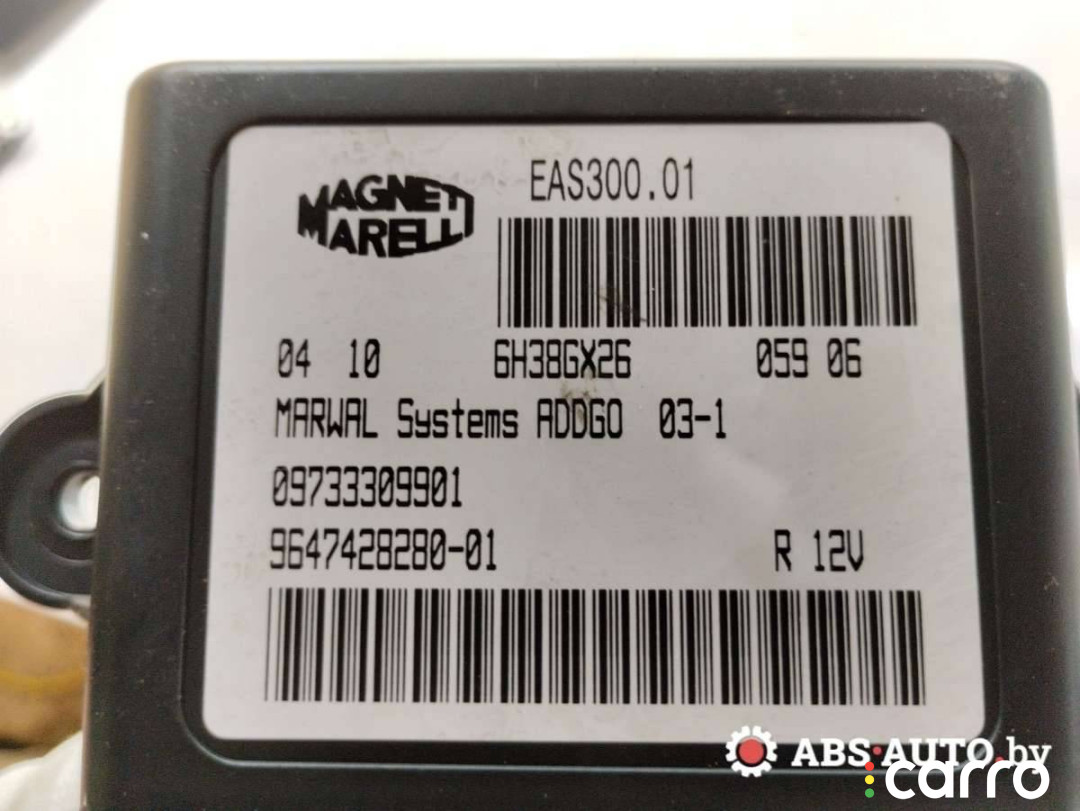 MAGNETI
MARELLI
EAS300.01
04 10 6H38GX26 059 06
MARWAL Systems ADDGO 03-1
09733309901
9647428280-01 R 12V
ABS-AUTO.by
carro